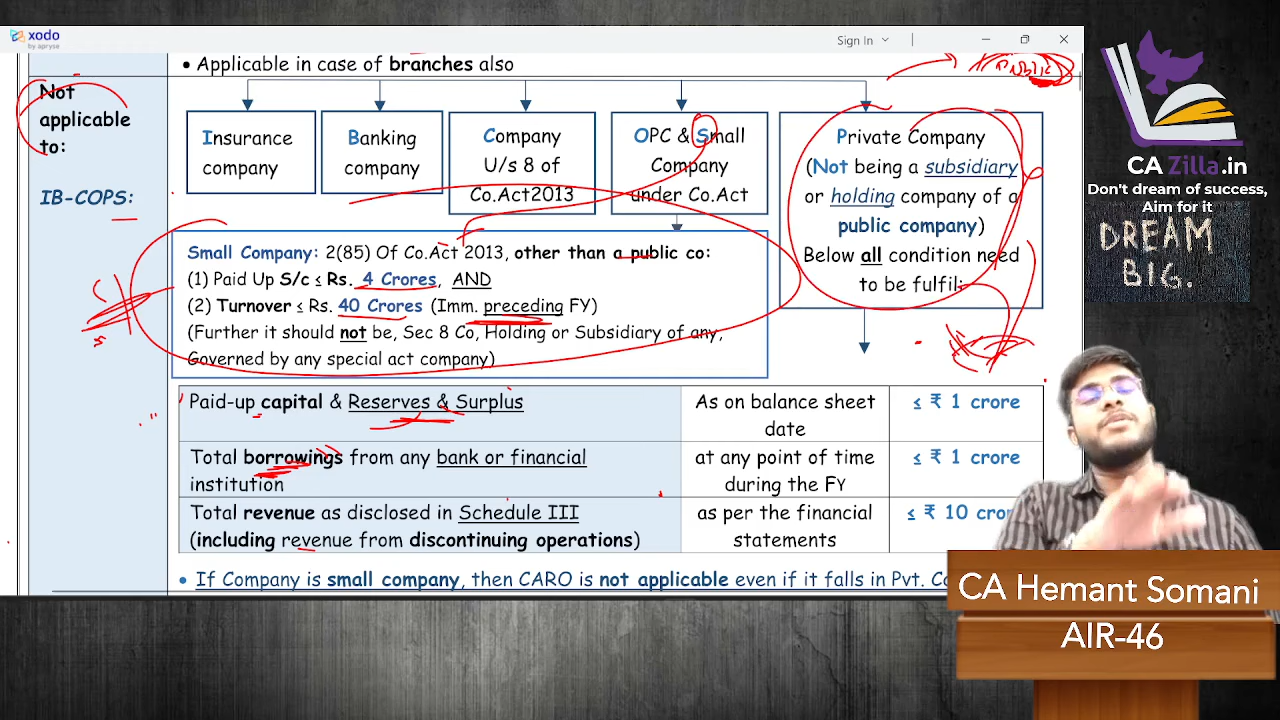 xodo
by apryse
Sign In
• Applicable in case of branches also
Not
applicable
to:
IB-COPS:
Insurance
company
Banking
company
Company
U/s 8 of
Co.Act2013
OPC & Small
Company
under Co.Act
Private Company
(Not being a subsidiary
or holding company of a
public company)
Below all condition need
to be fulfil:
Small Company: 2(85) Of Co.Act 2013, other than a public co:
(1) Paid Up S/c ≤ Rs. 4 Crores, AND
(2) Turnover ≤ Rs. 40 Crores (Imm. preceding FY)
(Further it should not be, Sec 8 Co, Holding or Subsidiary of any,
Governed by any special act company)
Paid-up capital & Reserves & Surplus
As on balance sheet
date
≤ ₹ 1 crore
Total borrowings from any bank or financial
institution
at any point of time
during the FY
≤ ₹ 1 crore
Total revenue as disclosed in Schedule III
(including revenue from discontinuing operations)
as per the financial
statements
≤ ₹ 10
• If Company is small company, then CARO is not applicable even if it falls in Pvt.
CA Zilla.in
Don't dream of success,
Aim for it
DREAM
BIG.
CA Hemant Somani
AIR-46